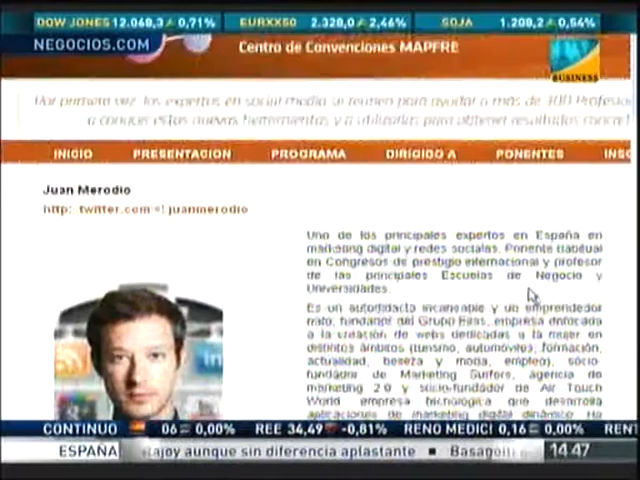 DOW JONES 12.068,3 0,71% EURXX50 2.328,0 2,46% SOJA 1.209,2 0,54%
NEGOCIOS.COM
Centro de Convenciones MAPFRE
BUSINESS
Por primera vez, los expertos en social media se reunen para ayudar a más de 300 Profesio
a conocer estas nuevas herramientas y a utilizarlas para obtener resultados
INICIO PRESENTACION PROGRAMA DIRIGIDO A PONENTES INSC
Juan Merodio
http: twitter.com juanmerodio
Uno de los principales expertos en España en
marketing digital y redes sociales. Ponente habitual
en Congresos de prestigio internacional y profesor
de las principales Escuelas de Negocio y
Universidades.
Es un autodidacta incansable y un emprendedor
nato, fundador del Grupo empresa enfocada
a la creación de webs dedicadas a la mujer en
distintos ámbitos (turismo, automóviles, formación,
actualidad, belleza y moda, empleo), socio-
fundador de Marketing Surfers, agencia de
marketing 2.0 y socio-fundador de Air Touch
World empresa tecnológica que desarrolla
aplicaciones de marketing digital dinámico. Ha
CONTINUO 06 0,00% REE 34,49 -0,81% RENO MEDICI 0,16 0,00% RENT
ESPAÑA ajoy aunque sin diferencia aplastante ■ Basagoiti 14:47